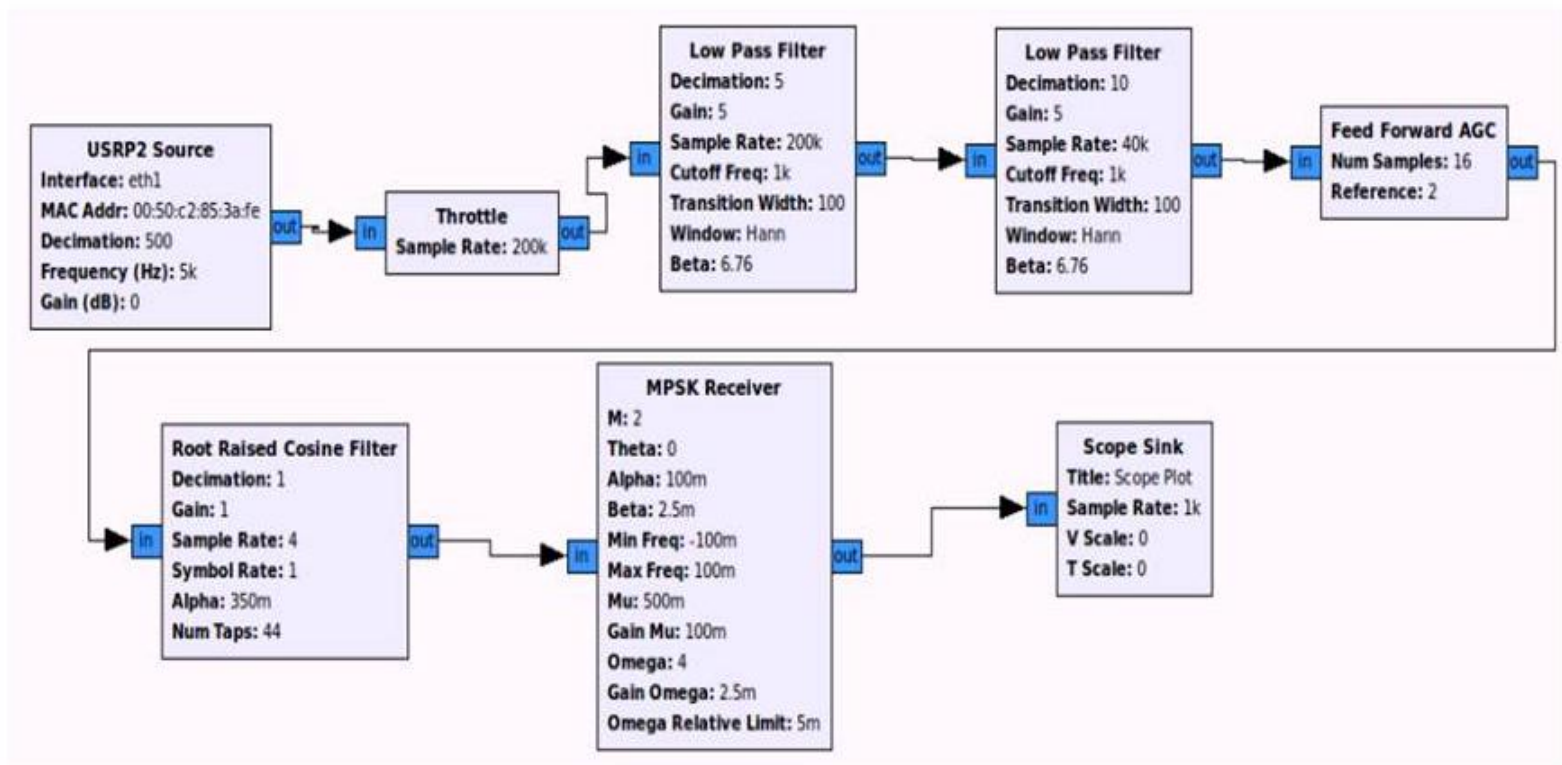 USRP2 Source
Interface: eth1
MAC Addr: 00:50:c2:85:3a:fe
Decimation: 500
Frequency (Hz): 5k
Gain (dB): 0
out
in
Throttle
Sample Rate: 200k
out
in
Low Pass Filter
Decimation: 5
Gain: 5
Sample Rate: 200k
Cutoff Freq: 1k
Transition Width: 100
Window: Hann
Beta: 6.76
out
in
Low Pass Filter
Decimation: 10
Gain: 5
Sample Rate: 40k
Cutoff Freq: 1k
Transition Width: 100
Window: Hann
Beta: 6.76
out
in
Feed Forward AGC
Num Samples: 16
Reference: 2
out
in
Root Raised Cosine Filter
Decimation: 1
Gain: 1
Sample Rate: 4
Symbol Rate: 1
Alpha: 350m
Num Taps: 44
out
in
MPSK Receiver
M: 2
Theta: 0
Alpha: 100m
Beta: 2.5m
Min Freq: -100m
Max Freq: 100m
Mu: 500m
Gain Mu: 100m
Omega: 4
Gain Omega: 2.5m
Omega Relative Limit: 5m
out
in
Scope Sink
Title: Scope Plot
Sample Rate: 1k
V Scale: 0
T Scale: 0